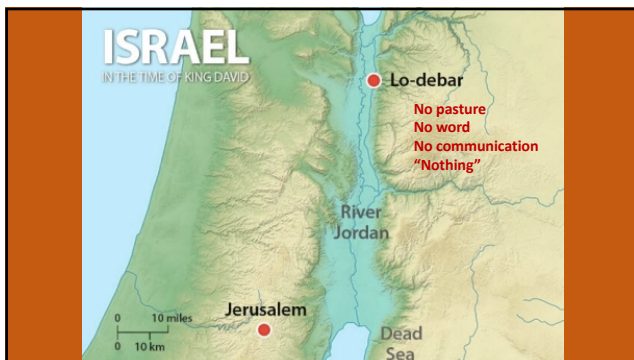 ISRAEL
IN THE TIME OF KING DAVID
Lo-debar
No pasture
No word
No communication
“Nothing”
River
Jordan
Jerusalem
0 10 miles
0 10 km
Dead
Sea